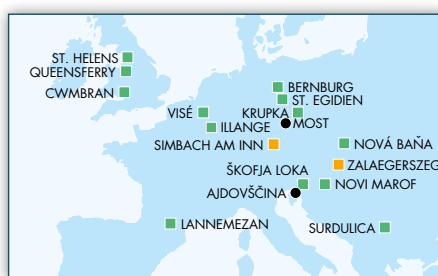 ST. HELENS
QUEENSFERRY
CWMBRAN
BERNBURG
ST. EGIDIEN
VISÉ
KRUPKA
MOST
ILLANGE
SIMBACH AM INN
NOVÁ BAŇA
ZALAEGERSZEG
ŠKOFJA LOKA
NOVI MAROF
AJDOVŠČINA
LANNEMEZAN
SURDULICA